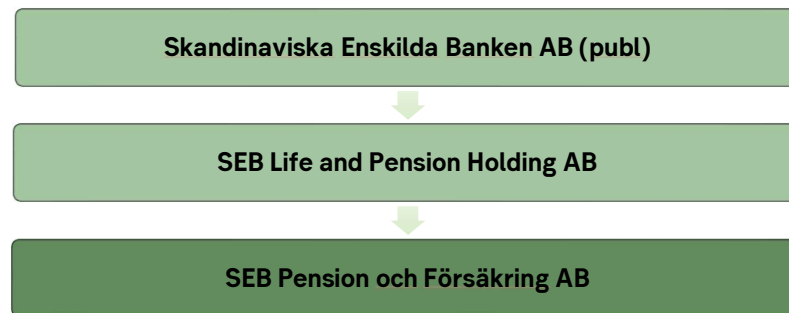 Skandinaviska Enskilda Banken AB (publ)
SEB Life and Pension Holding AB
SEB Pension och Försäkring AB